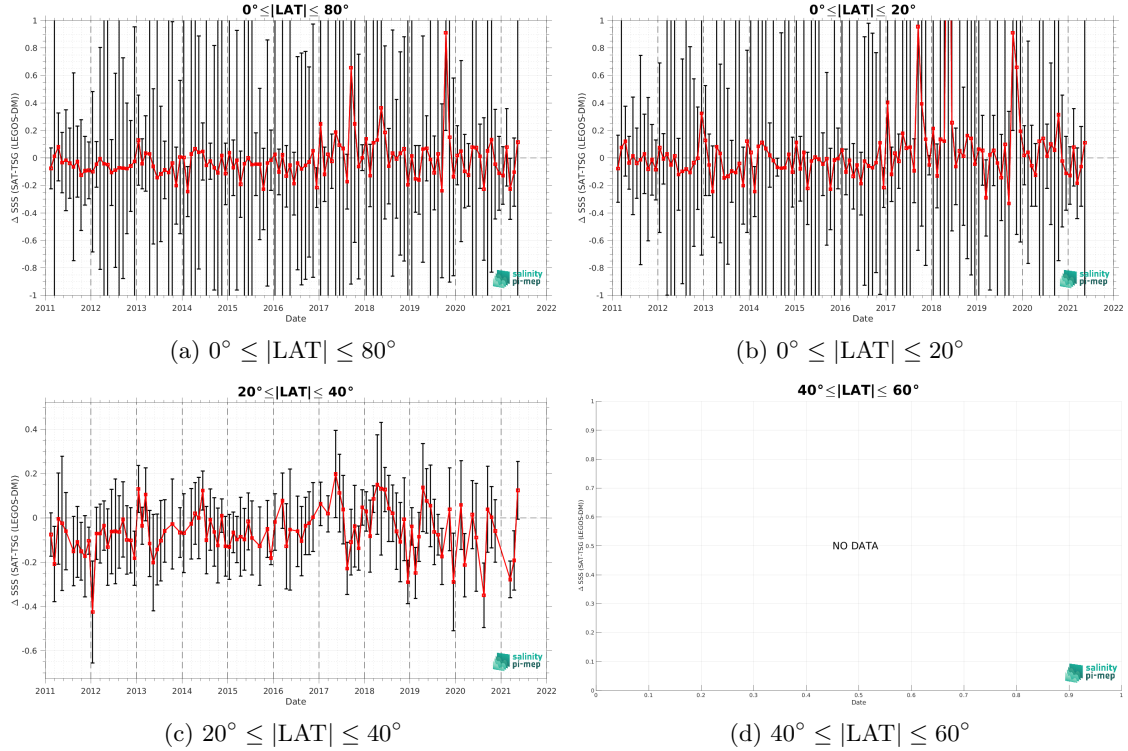 0°≤|LAT|≤ 80°
Δ SSS (SAT-TSG (LEGOS-DM))
1
0.8
0.6
0.4
0.2
0
-0.2
-0.4
-0.6
-0.8
-1
2011 2012 2013 2014 2015 2016 2017 2018 2019 2020 2021 2022
Date
salinity
pi-mep
(a) 0° ≤ |LAT| ≤ 80°
0°≤|LAT|≤ 20°
Δ SSS (SAT-TSG (LEGOS-DM))
1
0.8
0.6
0.4
0.2
0
-0.2
-0.4
-0.6
-0.8
-1
2011 2012 2013 2014 2015 2016 2017 2018 2019 2020 2021 2022
Date
salinity
pi-mep
(b) 0° ≤ |LAT| ≤ 20°
20°≤|LAT|≤ 40°
Δ SSS (SAT-TSG (LEGOS-DM))
0.4
0.2
0
-0.2
-0.4
-0.6
2011 2012 2013 2014 2015 2016 2017 2018 2019 2020 2021 2022
Date
salinity
pi-mep
(c) 20° ≤ |LAT| ≤ 40°
40°≤|LAT|≤ 60°
Δ SSS (SAT-TSG (LEGOS-DM))
1
0.9
0.8
0.7
0.6
0.5
0.4
0.3
0.2
0.1
0
NO DATA
0 0.1 0.2 0.3 0.4 0.5 0.6 0.7 0.8 0.9 1
Date
salinity
pi-mep
(d) 40° ≤ |LAT| ≤ 60°